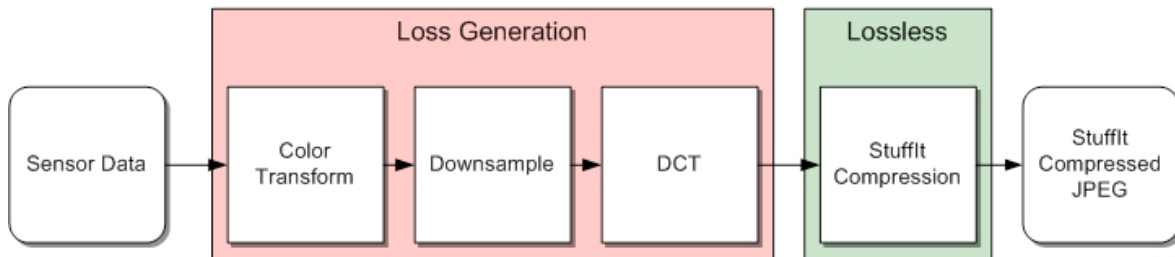 Loss Generation
Lossless
Sensor Data
Color
Transform
Downsample
DCT
StuffIt
Compression
StuffIt
Compressed
JPEG